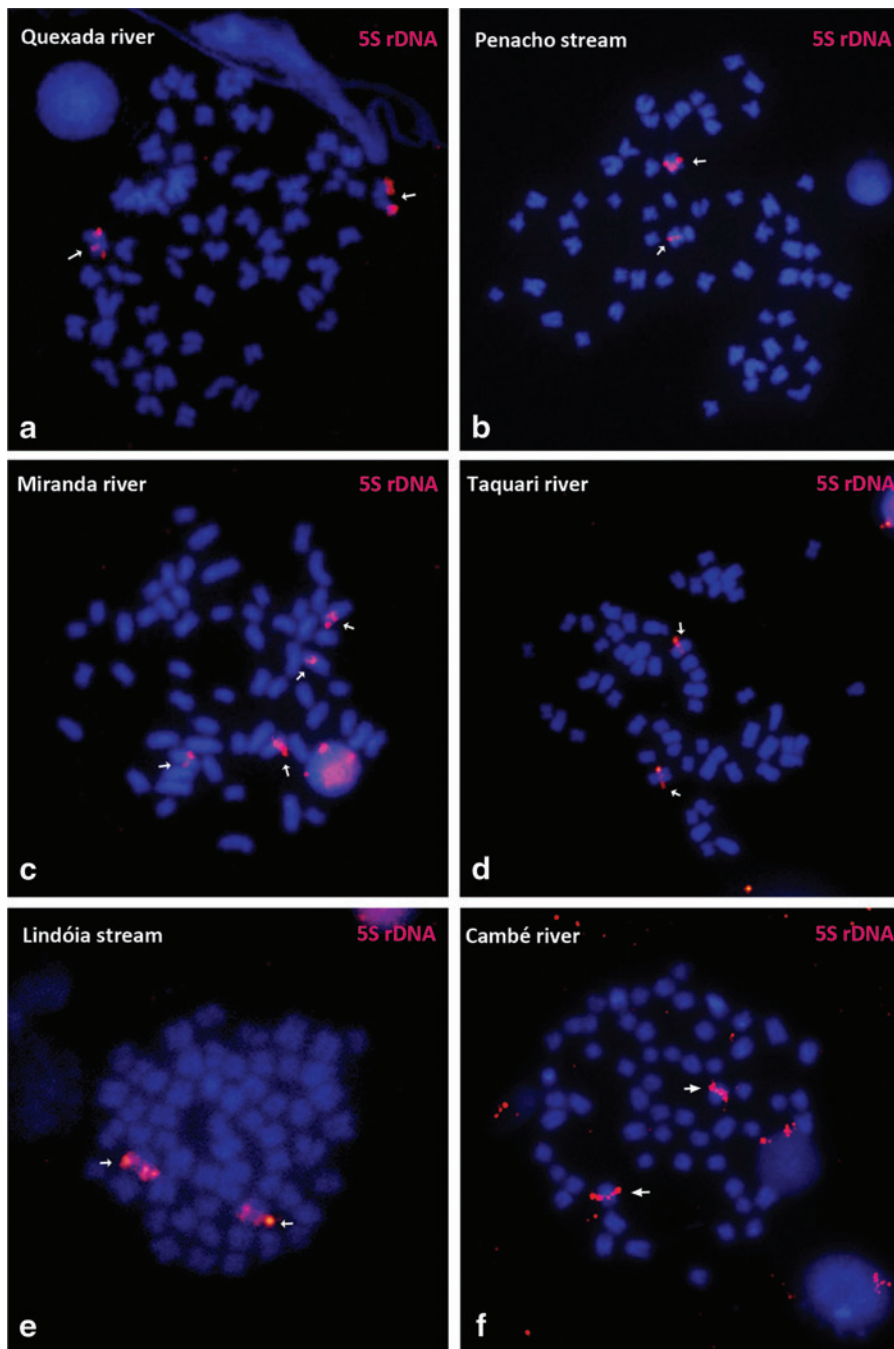 Quexada river 5S rDNA
a
Penacho stream 5S rDNA
b
Miranda river 5S rDNA
c
Taquari river 5S rDNA
d
Lindóia stream 5S rDNA
e
Cambé river 5S rDNA
f